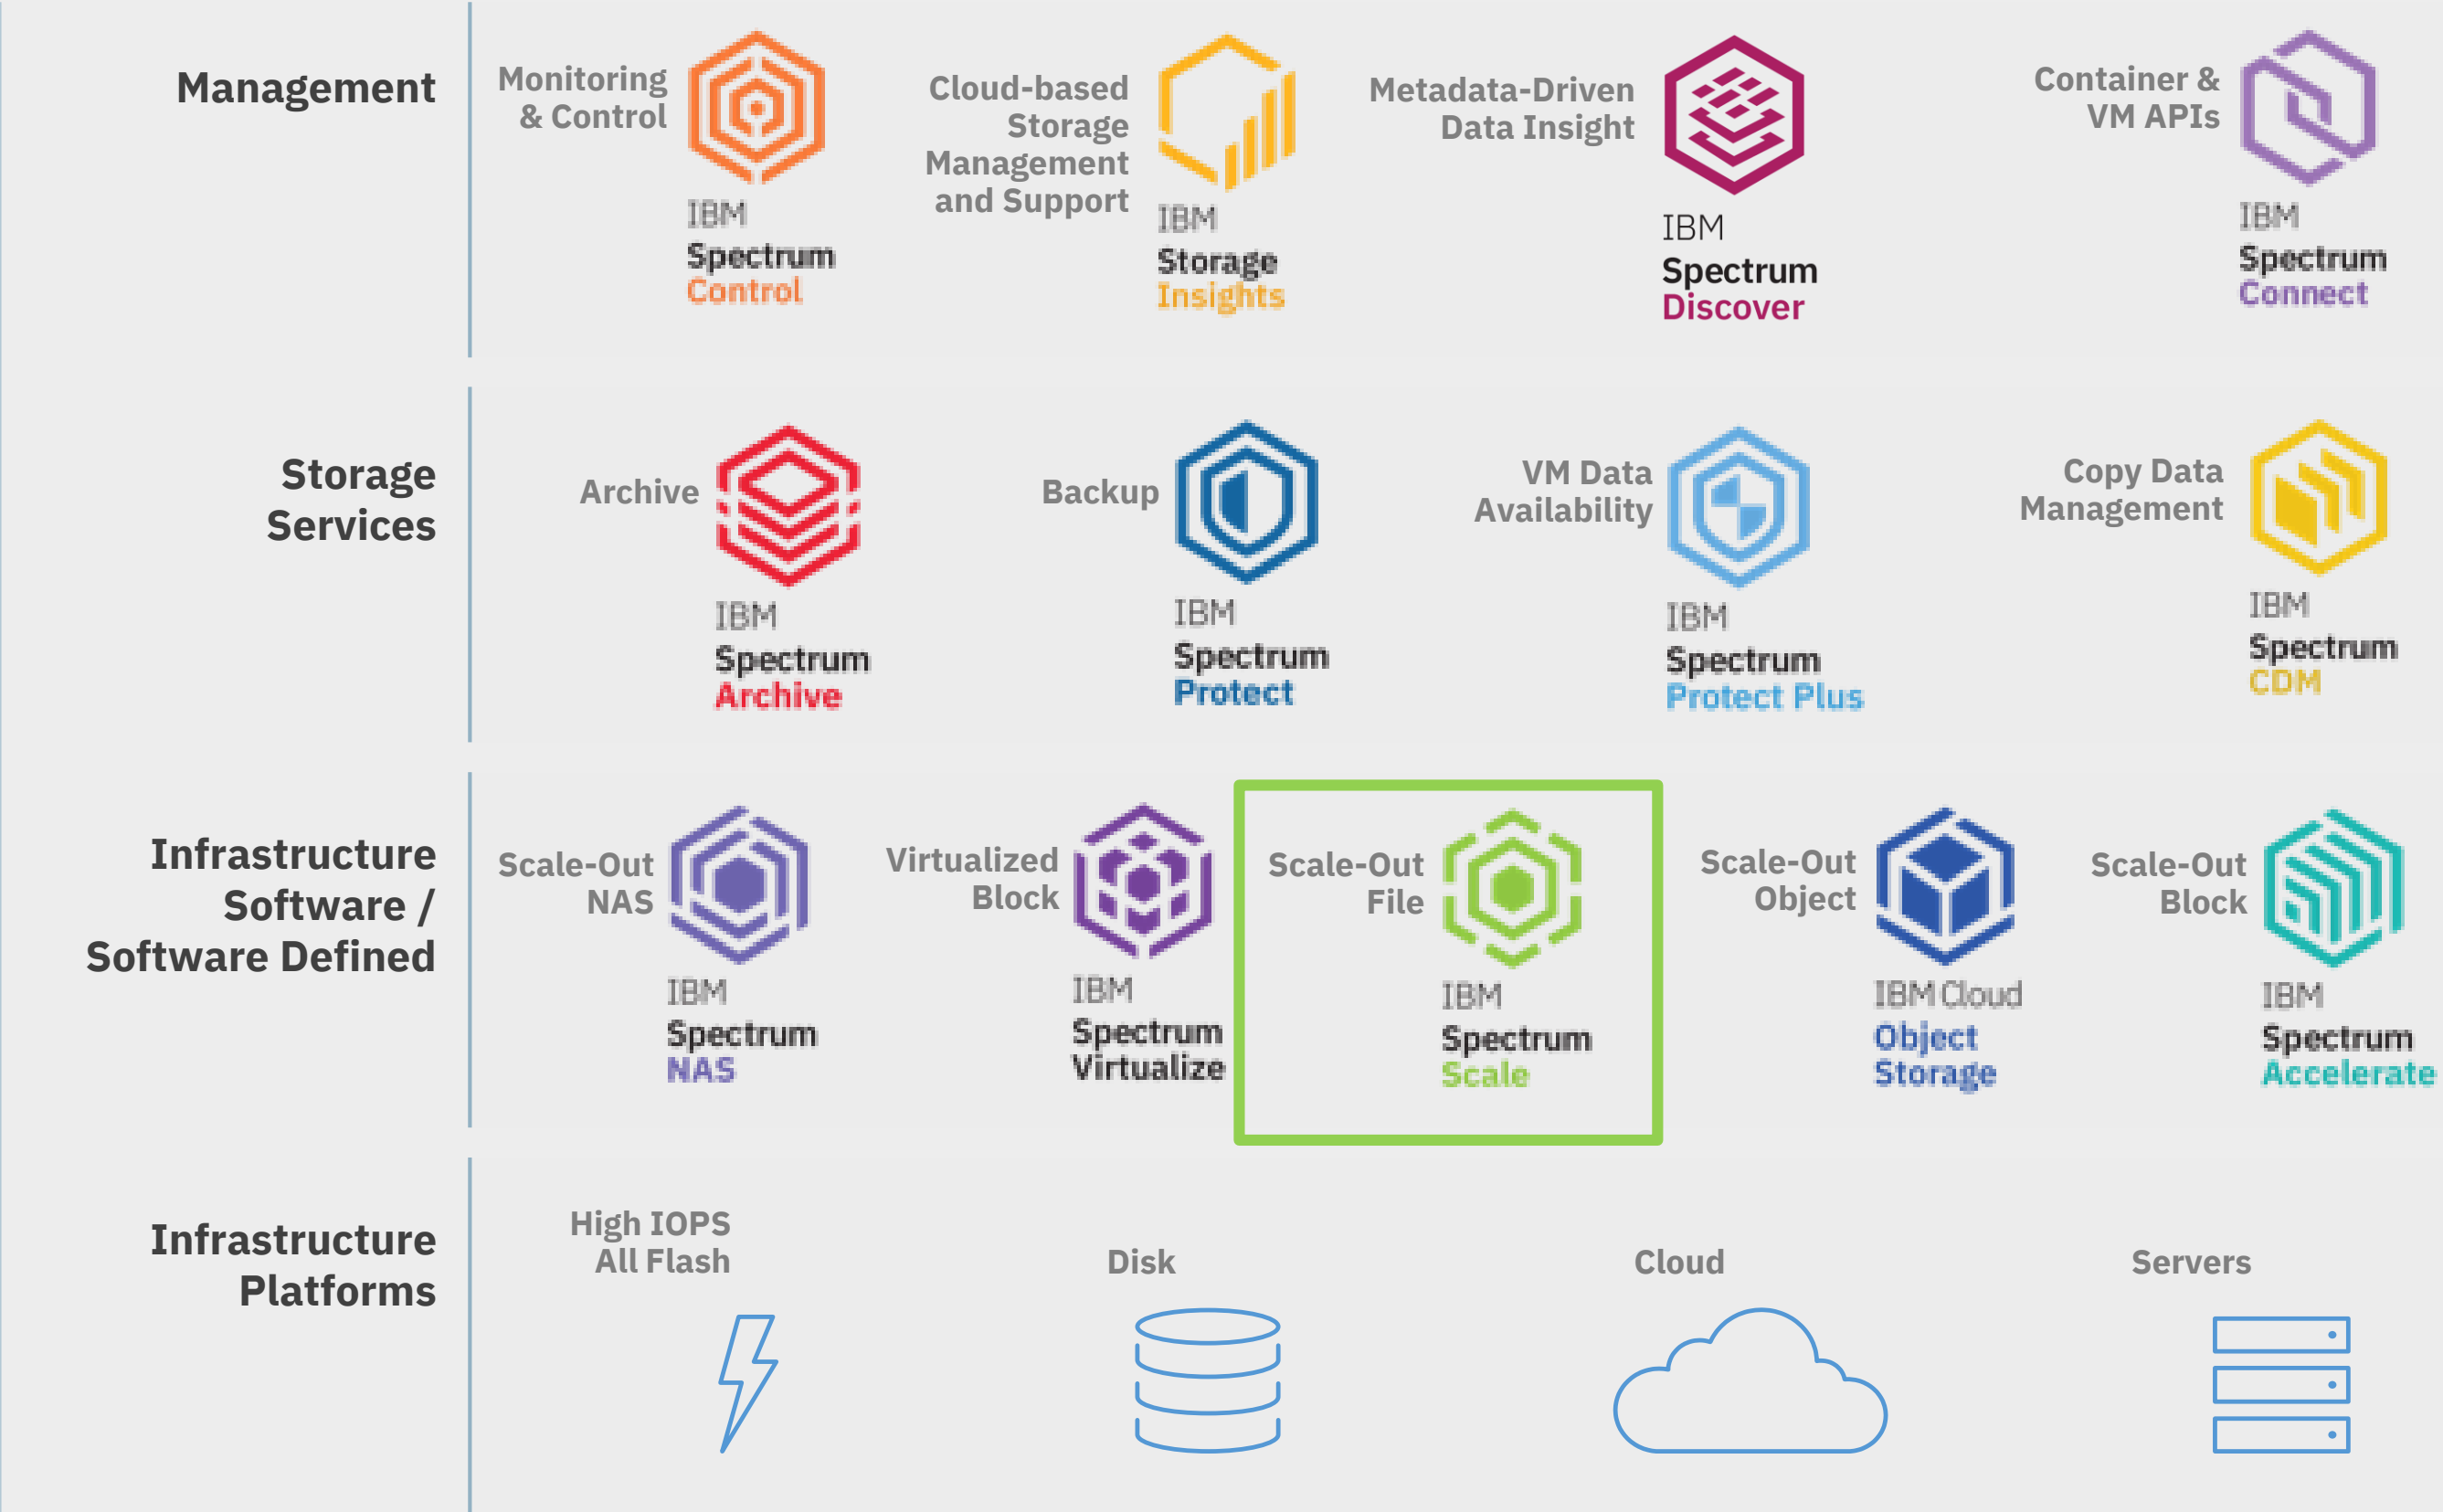 Management
Monitoring
& Control
IBM
Spectrum
Control
Cloud-based
Storage
Management
and Support
IBM
Storage
Insights
Metadata-Driven
Data Insight
IBM
Spectrum
Discover
Container &
VM APIs
IBM
Spectrum
Connect
Storage
Services
Archive
IBM
Spectrum
Archive
Backup
IBM
Spectrum
Protect
VM Data
Availability
IBM
Spectrum
Protect Plus
Copy Data
Management
IBM
Spectrum
CDM
Infrastructure
Software /
Software Defined
Scale-Out
NAS
IBM
Spectrum
NAS
Virtualized
Block
IBM
Spectrum
Virtualize
Scale-Out
File
IBM
Spectrum
Scale
Scale-Out
Object
IBM Cloud
Object
Storage
Scale-Out
Block
IBM
Spectrum
Accelerate
Infrastructure
Platforms
High IOPS
All Flash
Disk
Cloud
Servers